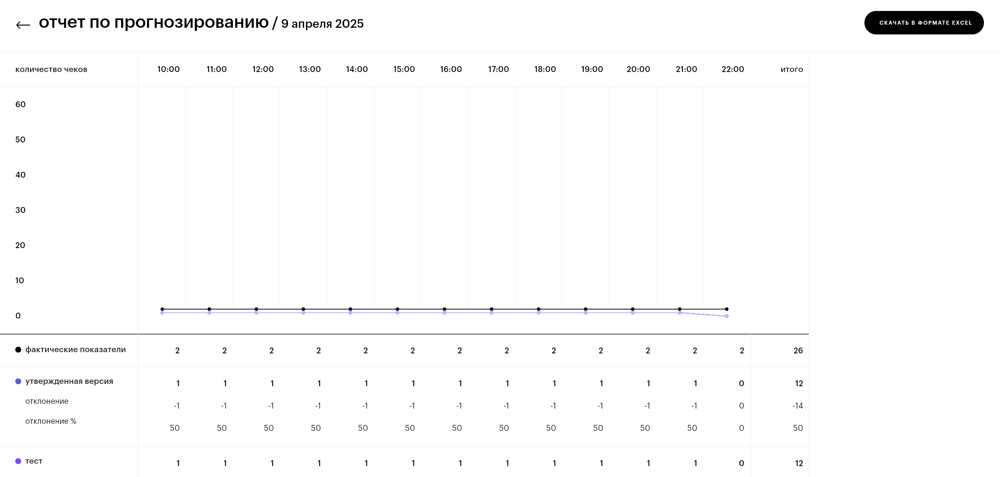 отчет по прогнозированию / 9 апреля 2025
СКАЧАТЬ В ФОРМАТЕ EXCEL
количество чеков 10:00 11:00 12:00 13:00 14:00 15:00 16:00 17:00 18:00 19:00 20:00 21:00 22:00 итого
60
50
40
30
20
10
0
фактические показатели 2 2 2 2 2 2 2 2 2 2 2 2 2 26
утвержденная версия 1 1 1 1 1 1 1 1 1 1 1 1 0 12
отклонение -1 -1 -1 -1 -1 -1 -1 -1 -1 -1 -1 -1 0 -14
отклонение % 50 50 50 50 50 50 50 50 50 50 50 50 0 50
тест 1 1 1 1 1 1 1 1 1 1 1 1 0 12